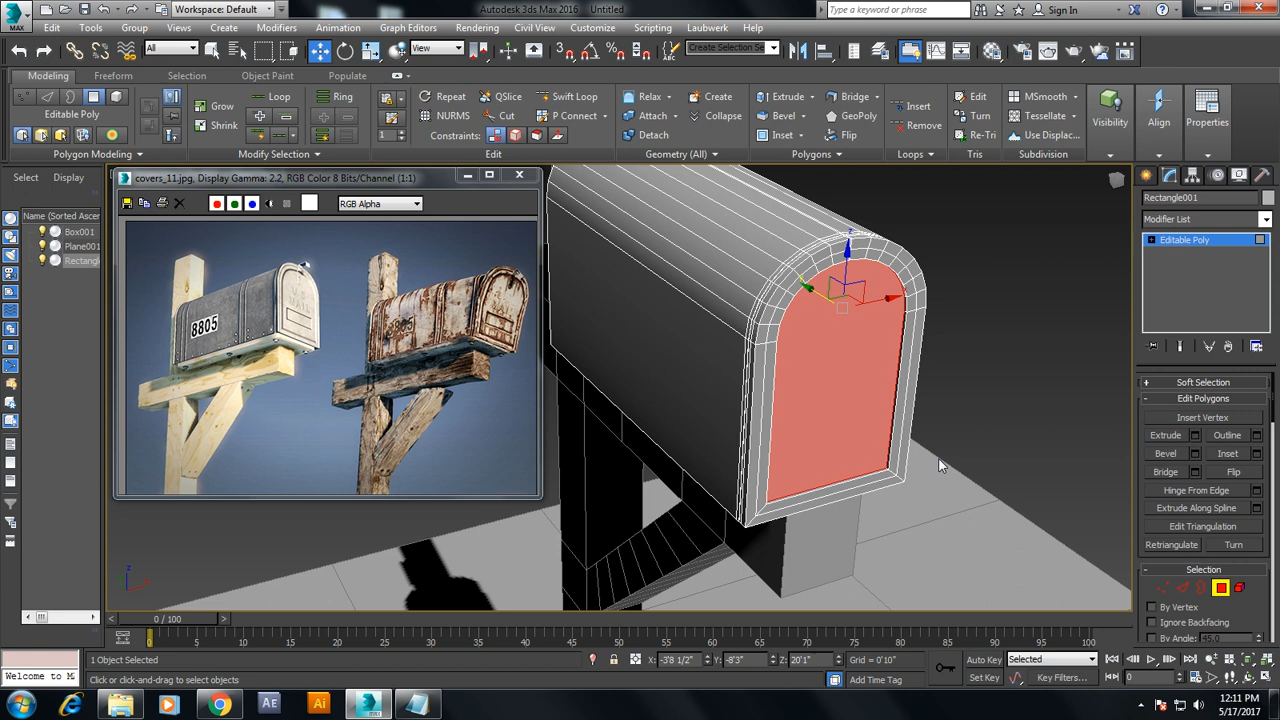 MAX
Workspace: Default
Autodesk 3ds Max 2016 Untitled
Type a keyword or phrase
Sign In
Edit Tools Group Views Create Modifiers Animation Graph Editors Rendering Civil View Customize Scripting Laubwerk Help
All
View
Create Selection Se
Modeling Freeform Selection Object Paint Populate
Editable Poly
Polygon Modeling
Grow
Shrink
Loop
Ring
Modify Selection
1
Repeat QSlice Swift Loop
NURMS Cut P Connect
Constraints:
Edit
Relax Create
Attach Collapse
Detach
Geometry (All)
Extrude Bridge
Bevel GeoPoly
Inset Flip
Polygons
Insert
Remove
Loops
Edit
Turn
Re-Tri
Tris
MSmooth
Tessellate
Use Displac...
Subdivision
Visibility
Align
Properties
Select Display
Name (Sorted Ascen
Box001
Plane001
Rectangle
covers_11.jpg, Display Gamma: 2.2, RGB Color 8 Bits/Channel (1:1)
RGB Alpha
8805
z
Rectangle001
Modifier List
Editable Poly
Soft Selection
Edit Polygons
Insert Vertex
Extrude Outline
Bevel Inset
Bridge Flip
Hinge From Edge
Extrude Along Spline
Edit Triangulation
Retriangulate Turn
Selection
By Vertex
Ignore Backfacing
By Angle: 45.0
0 / 100
0 5 10 15 20 25 30 35 40 45 50 55 60 65 70 75 80 85 90 95 100
1 Object Selected
X: -3'8 1/2" Y: -8'3" Z: 20'1" Grid = 0'10"
Auto Key Selected
Welcome to M
Click or click-and-drag to select objects
Add Time Tag
Set Key Key Filters...
0
Ae
Ai
12:11 PM
5/17/2017